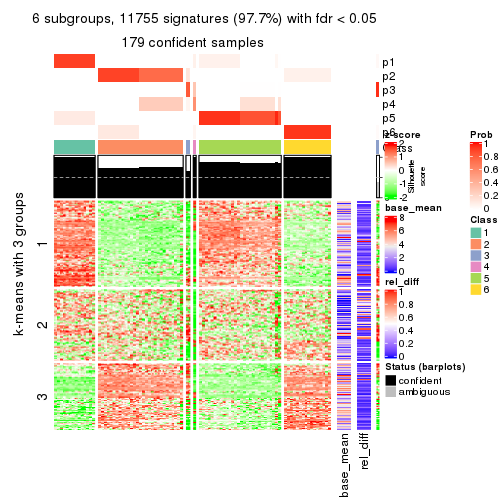 6 subgroups, 11755 signatures (97.7%) with fdr < 0.05
179 confident samples
p1
p2
p3
p4
p5
p6
Class
Silhouette
score
k-means with 3 groups
1
2
3
base_mean
rel_diff
z-score
2
1
0
-1
-2
base_mean
8
6
4
2
0
rel_diff
1
0.8
0.6
0.4
0.2
0
Status (barplots)
confident
ambiguous
Prob
1
0.8
0.6
0.4
0.2
0
Class
1
2
3
4
5
6